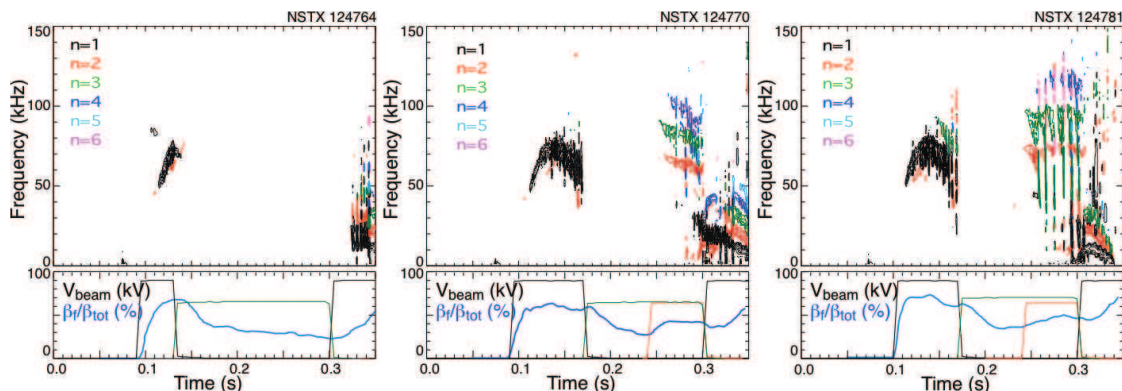 NSTX 124764
150
100
50
0
Frequency (kHz)
n=1
n=2
n=3
n=4
n=5
n=6
100
50
0
V_beam (kV)
β_f/β_tot (%)
0.0 0.1 0.2 0.3
Time (s)
NSTX 124770
150
100
50
0
Frequency (kHz)
n=1
n=2
n=3
n=4
n=5
n=6
100
50
0
V_beam (kV)
β_f/β_tot (%)
0.0 0.1 0.2 0.3
Time (s)
NSTX 124781
150
100
50
0
Frequency (kHz)
n=1
n=2
n=3
n=4
n=5
n=6
100
50
0
V_beam (kV)
β_f/β_tot (%)
0.0 0.1 0.2 0.3
Time (s)